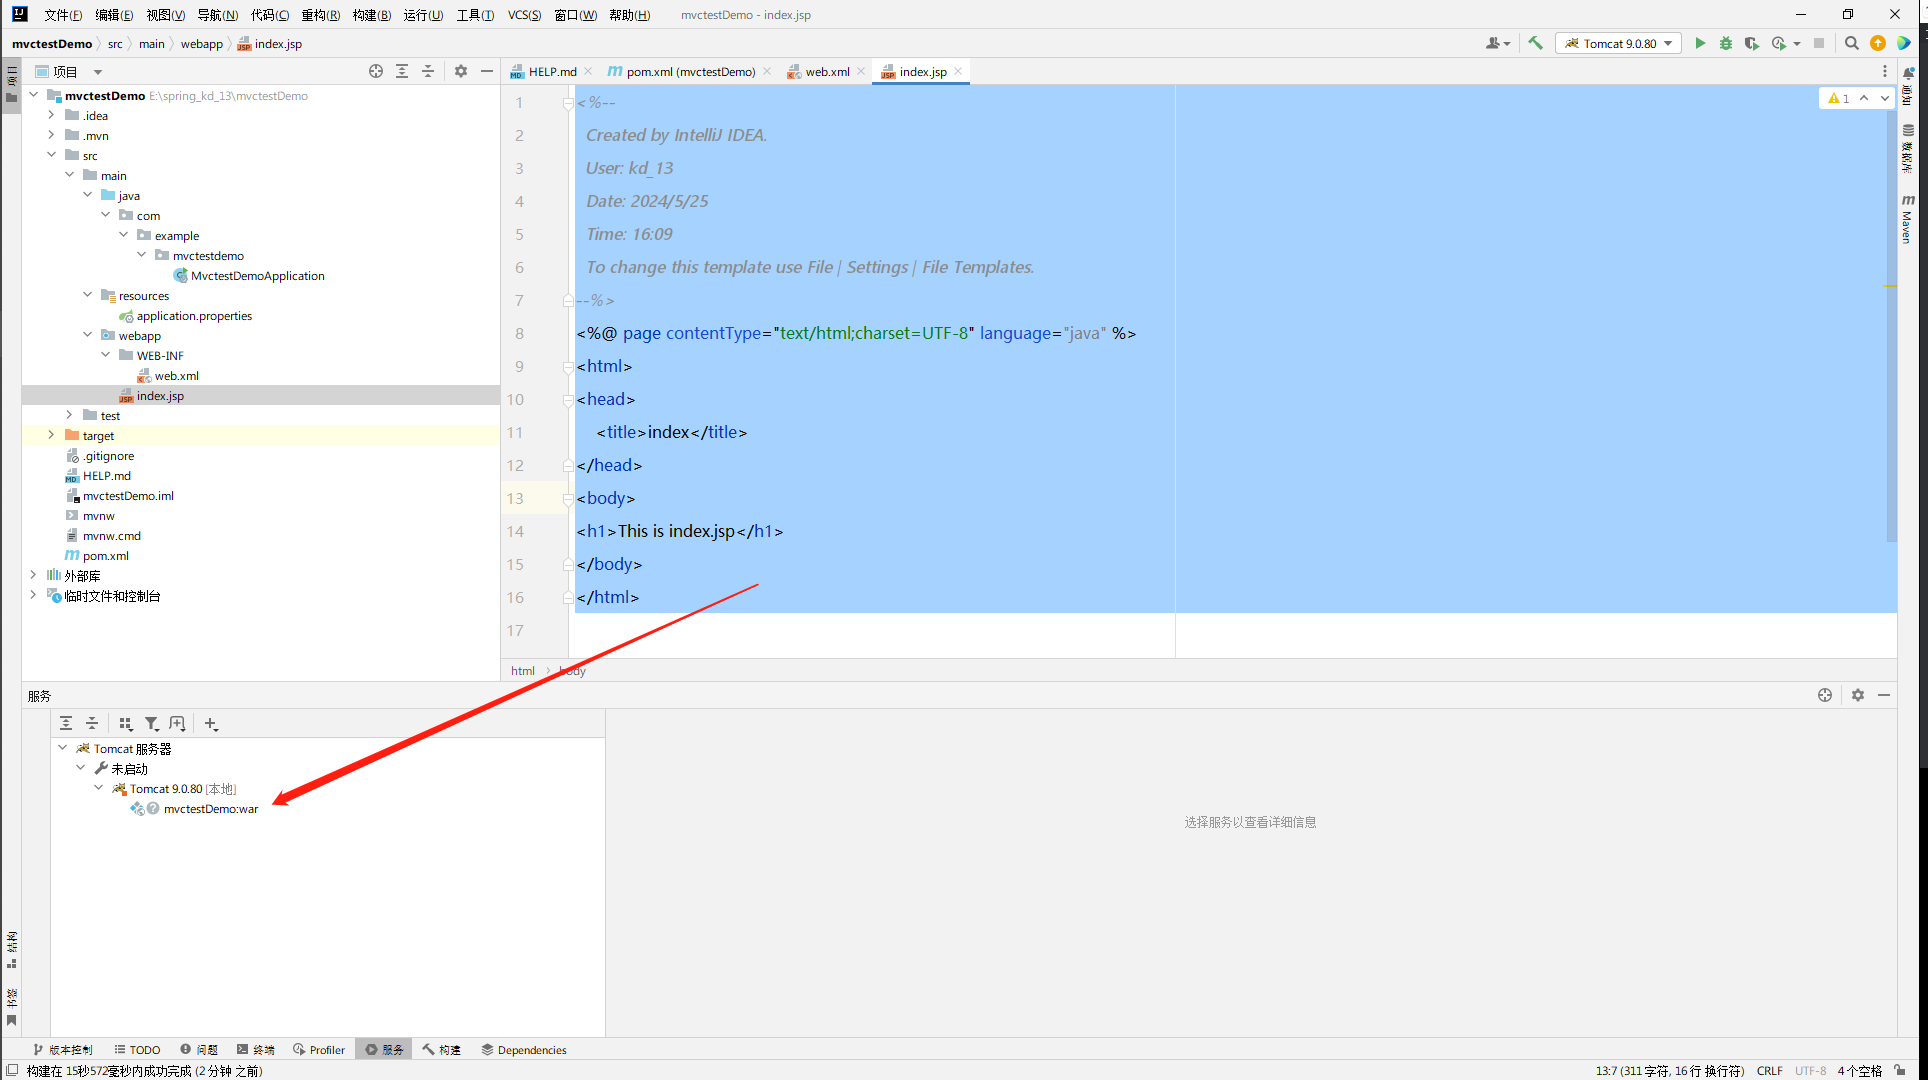 文件(F) 编辑(E) 视图(V) 导航(N) 代码(C) 重构(R) 构建(B) 运行(U) 工具(T) VCS(S) 窗口(W) 帮助(H) mvctestDemo - index.jsp
mvctestDemo src main webapp index.jsp
Tomcat 9.0.80
项目
项目
HELP.md
pom.xml (mvctestDemo)
web.xml
index.jsp
mvctestDemo E:\spring_kd_13\mvctestDemo
.idea
.mvn
src
main
java
com
example
mvctestdemo
MvctestDemoApplication
resources
application.properties
webapp
WEB-INF
web.xml
index.jsp
test
target
.gitignore
HELP.md
mvctestDemo.iml
mvnw
mvnw.cmd
pom.xml
外部库
临时文件和控制台
1 <%--
2 Created by IntelliJ IDEA.
3 User: kd_13
4 Date: 2024/5/25
5 Time: 16:09
6 To change this template use File | Settings | File Templates.
7 --%>
8 <%@ page contentType="text/html;charset=UTF-8" language="java" %>
9 <html>
10 <head>
11 <title>index</title>
12 </head>
13 <body>
14 <h1>This is index.jsp</h1>
15 </body>
16 </html>
17
1
通知
数据库
Maven
html body
服务
Tomcat 服务器
未启动
Tomcat 9.0.80 [本地]
mvctestDemo:war
选择服务以查看详细信息
结构
书签
版本控制 TODO 问题 终端 Profiler 服务 构建 Dependencies
构建在 15秒572毫秒内成功完成 (2 分钟 之前)
13:7 (311 字符, 16 行 换行符) CRLF UTF-8 4 个空格